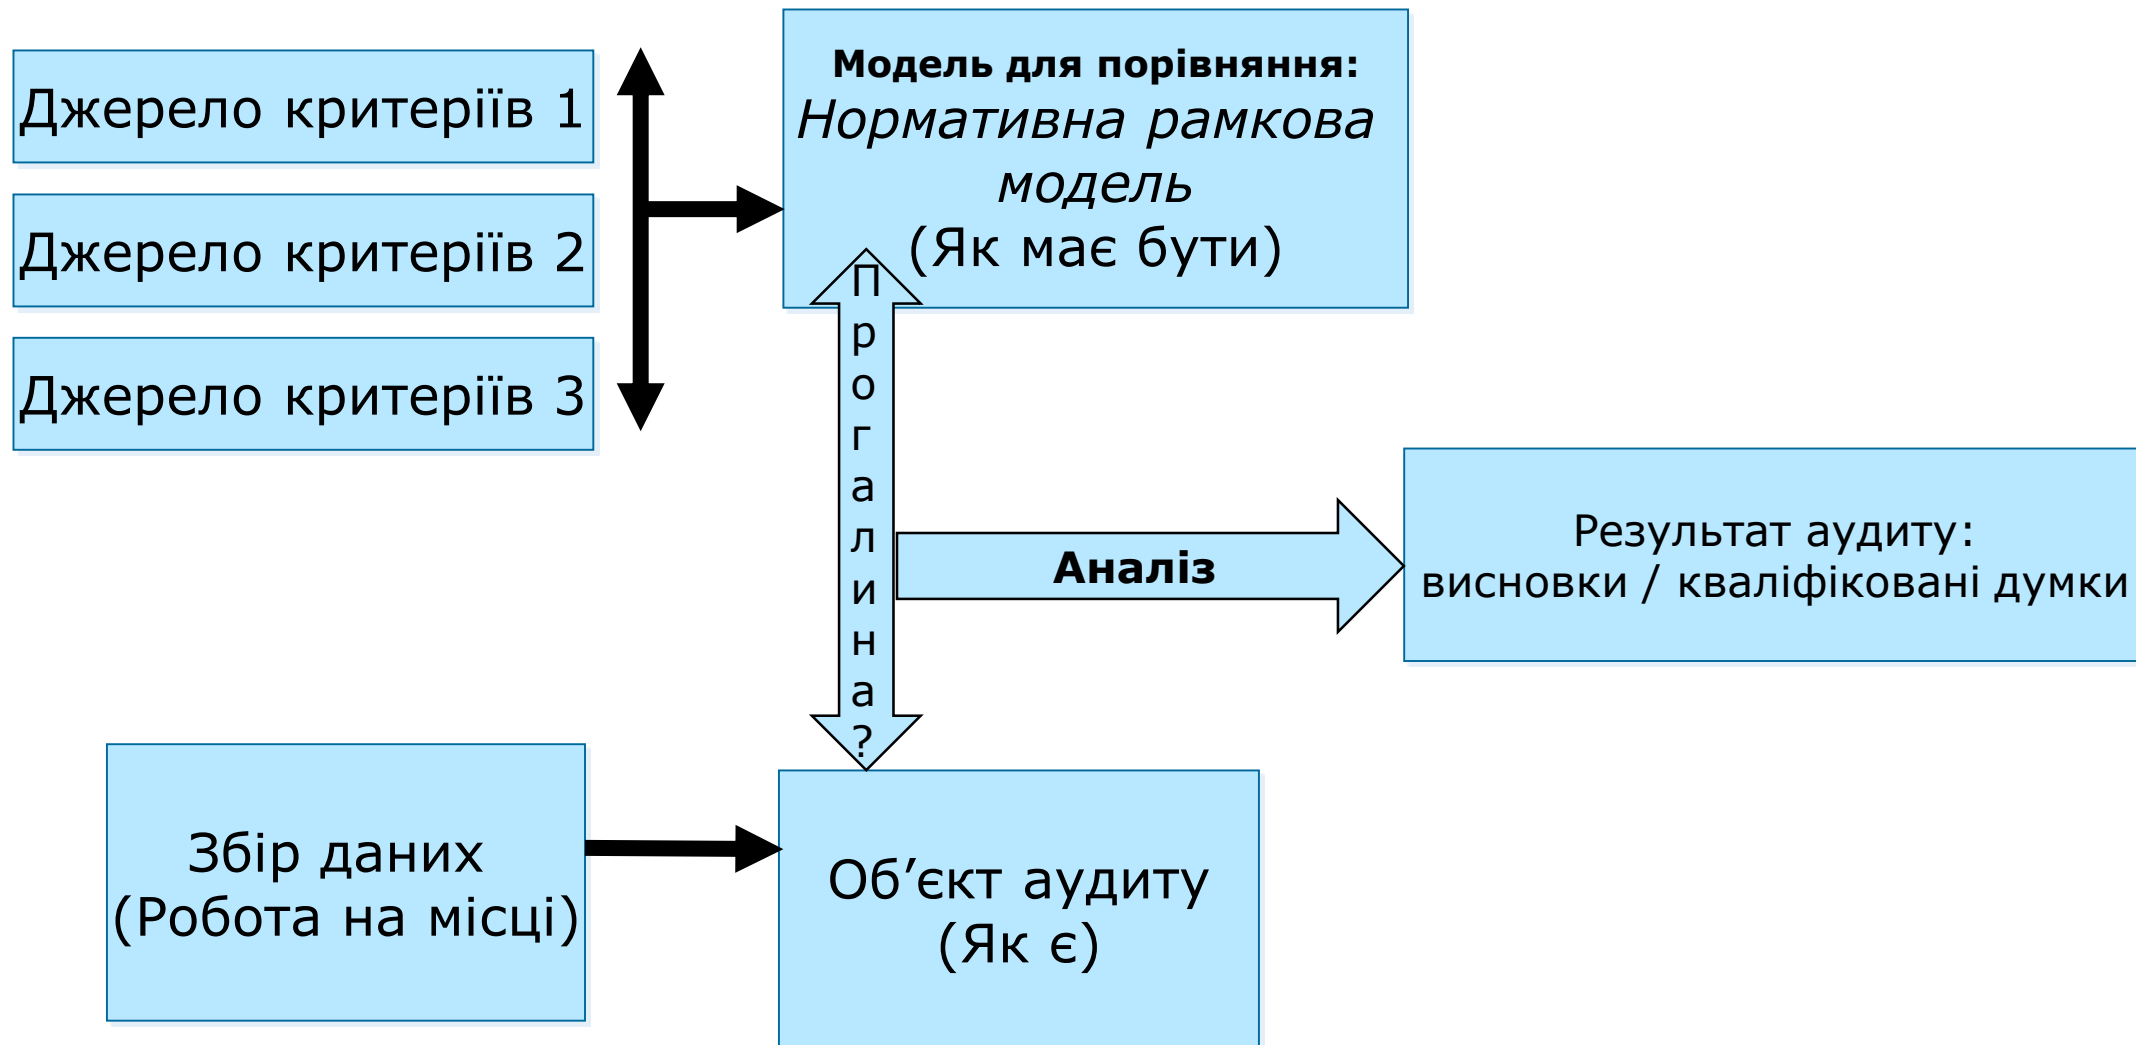 Джерело критеріїв 1
Джерело критеріїв 2
Джерело критеріїв 3
Модель для порівняння:
Нормативна рамкова
модель
(Як має бути)
Прогалина?
Аналіз
Результат аудиту:
висновки / кваліфіковані думки
Збір даних
(Робота на місці)
Об’єкт аудиту
(Як є)